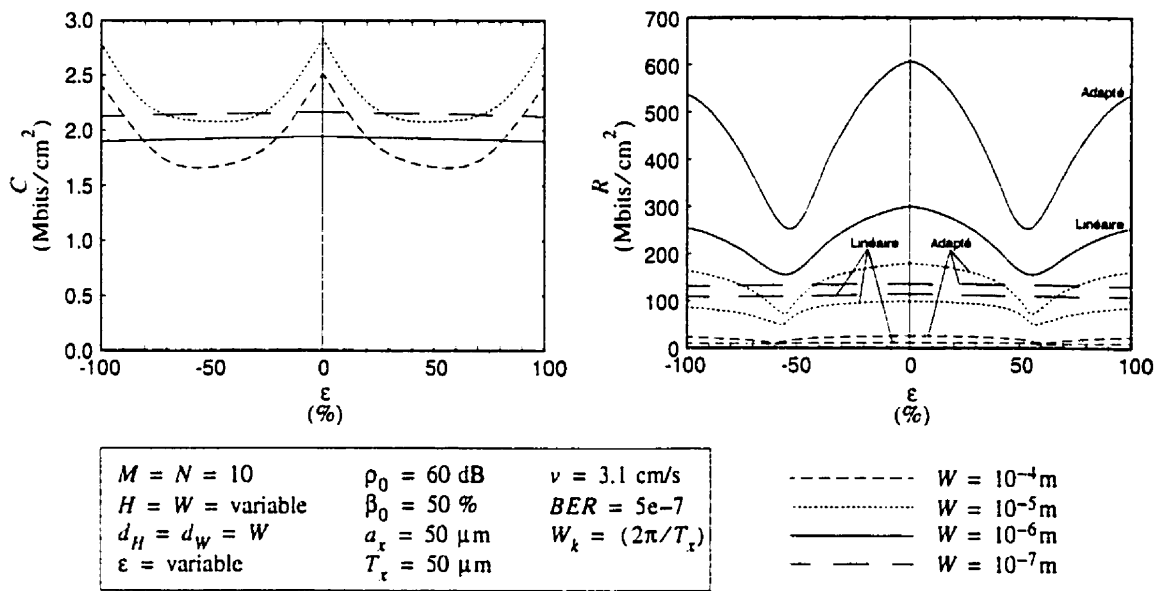 3.0
2.5
2.0
1.5
1.0
0.5
0.0
C
(Mbits/cm²)
-100 -50 0 50 100
ε
(%)
700
600
500
400
300
200
100
0
R
(Mbits/cm²)
Adapté
Linéaire
Linéaire Adapté
-100 -50 0 50 100
ε
(%)
M = N = 10 ρ₀ = 60 dB v = 3.1 cm/s
H = W = variable β₀ = 50 % BER = 5e-7
d_H = d_W = W a_x = 50 μm W_k = (2π/T_x)
ε = variable T_x = 50 μm
W = 10⁻⁴m
W = 10⁻⁵m
W = 10⁻⁶m
W = 10⁻⁷m